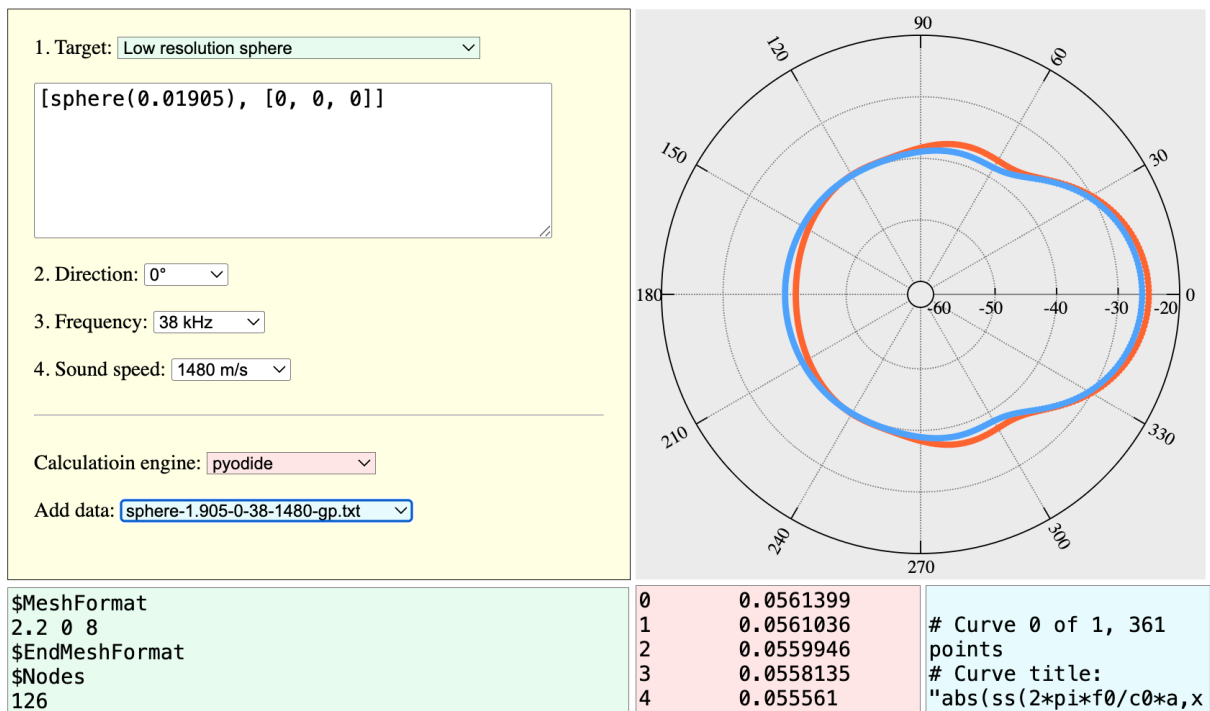 1. Target: Low resolution sphere
[sphere(0.01905), [0, 0, 0]]
2. Direction: 0°
3. Frequency: 38 kHz
4. Sound speed: 1480 m/s
Calculatioin engine: pyodide
Add data: sphere-1.905-0-38-1480-gp.txt
90
120
60
150
30
180
-60
-50
-40
-30
-20
0
210
330
240
300
270
$MeshFormat
2.2 0 8
$EndMeshFormat
$Nodes
126
0 0.0561399
1 0.0561036
2 0.0559946
3 0.0558135
4 0.055561
# Curve 0 of 1, 361
points
# Curve title:
"abs(ss(2*pi*f0/c0*a,x